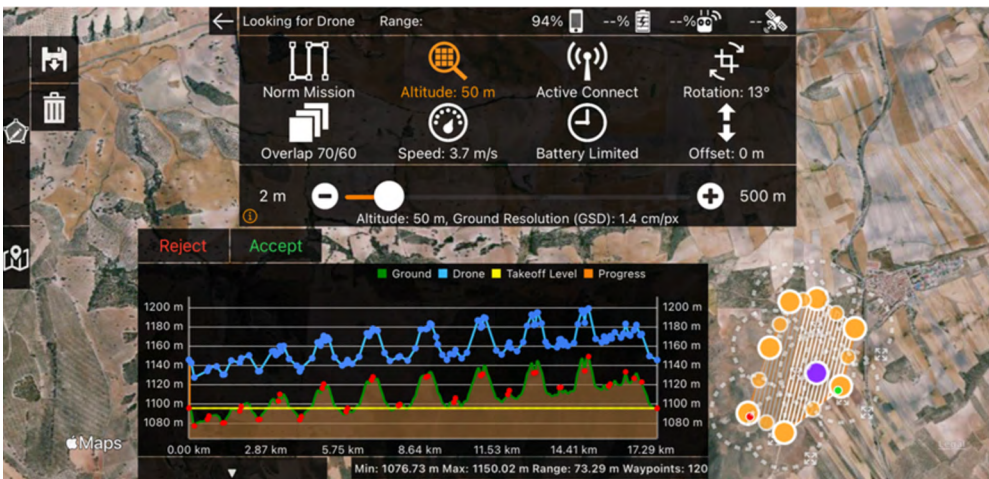 Looking for Drone Range: 94% --% --% --
Norm Mission Altitude: 50 m Active Connect Rotation: 13°
Overlap 70/60 Speed: 3.7 m/s Battery Limited Offset: 0 m
2 m 500 m
Altitude: 50 m, Ground Resolution (GSD): 1.4 cm/px
Reject Accept
Ground Drone Takeoff Level Progress
1200 m 1200 m
1180 m 1180 m
1160 m 1160 m
1140 m 1140 m
1120 m 1120 m
1100 m 1100 m
1080 m 1080 m
Maps
0.00 km 2.87 km 5.75 km 8.64 km 11.53 km 14.41 km 17.29 km
Min: 1076.73 m Max: 1150.02 m Range: 73.29 m Waypoints: 120